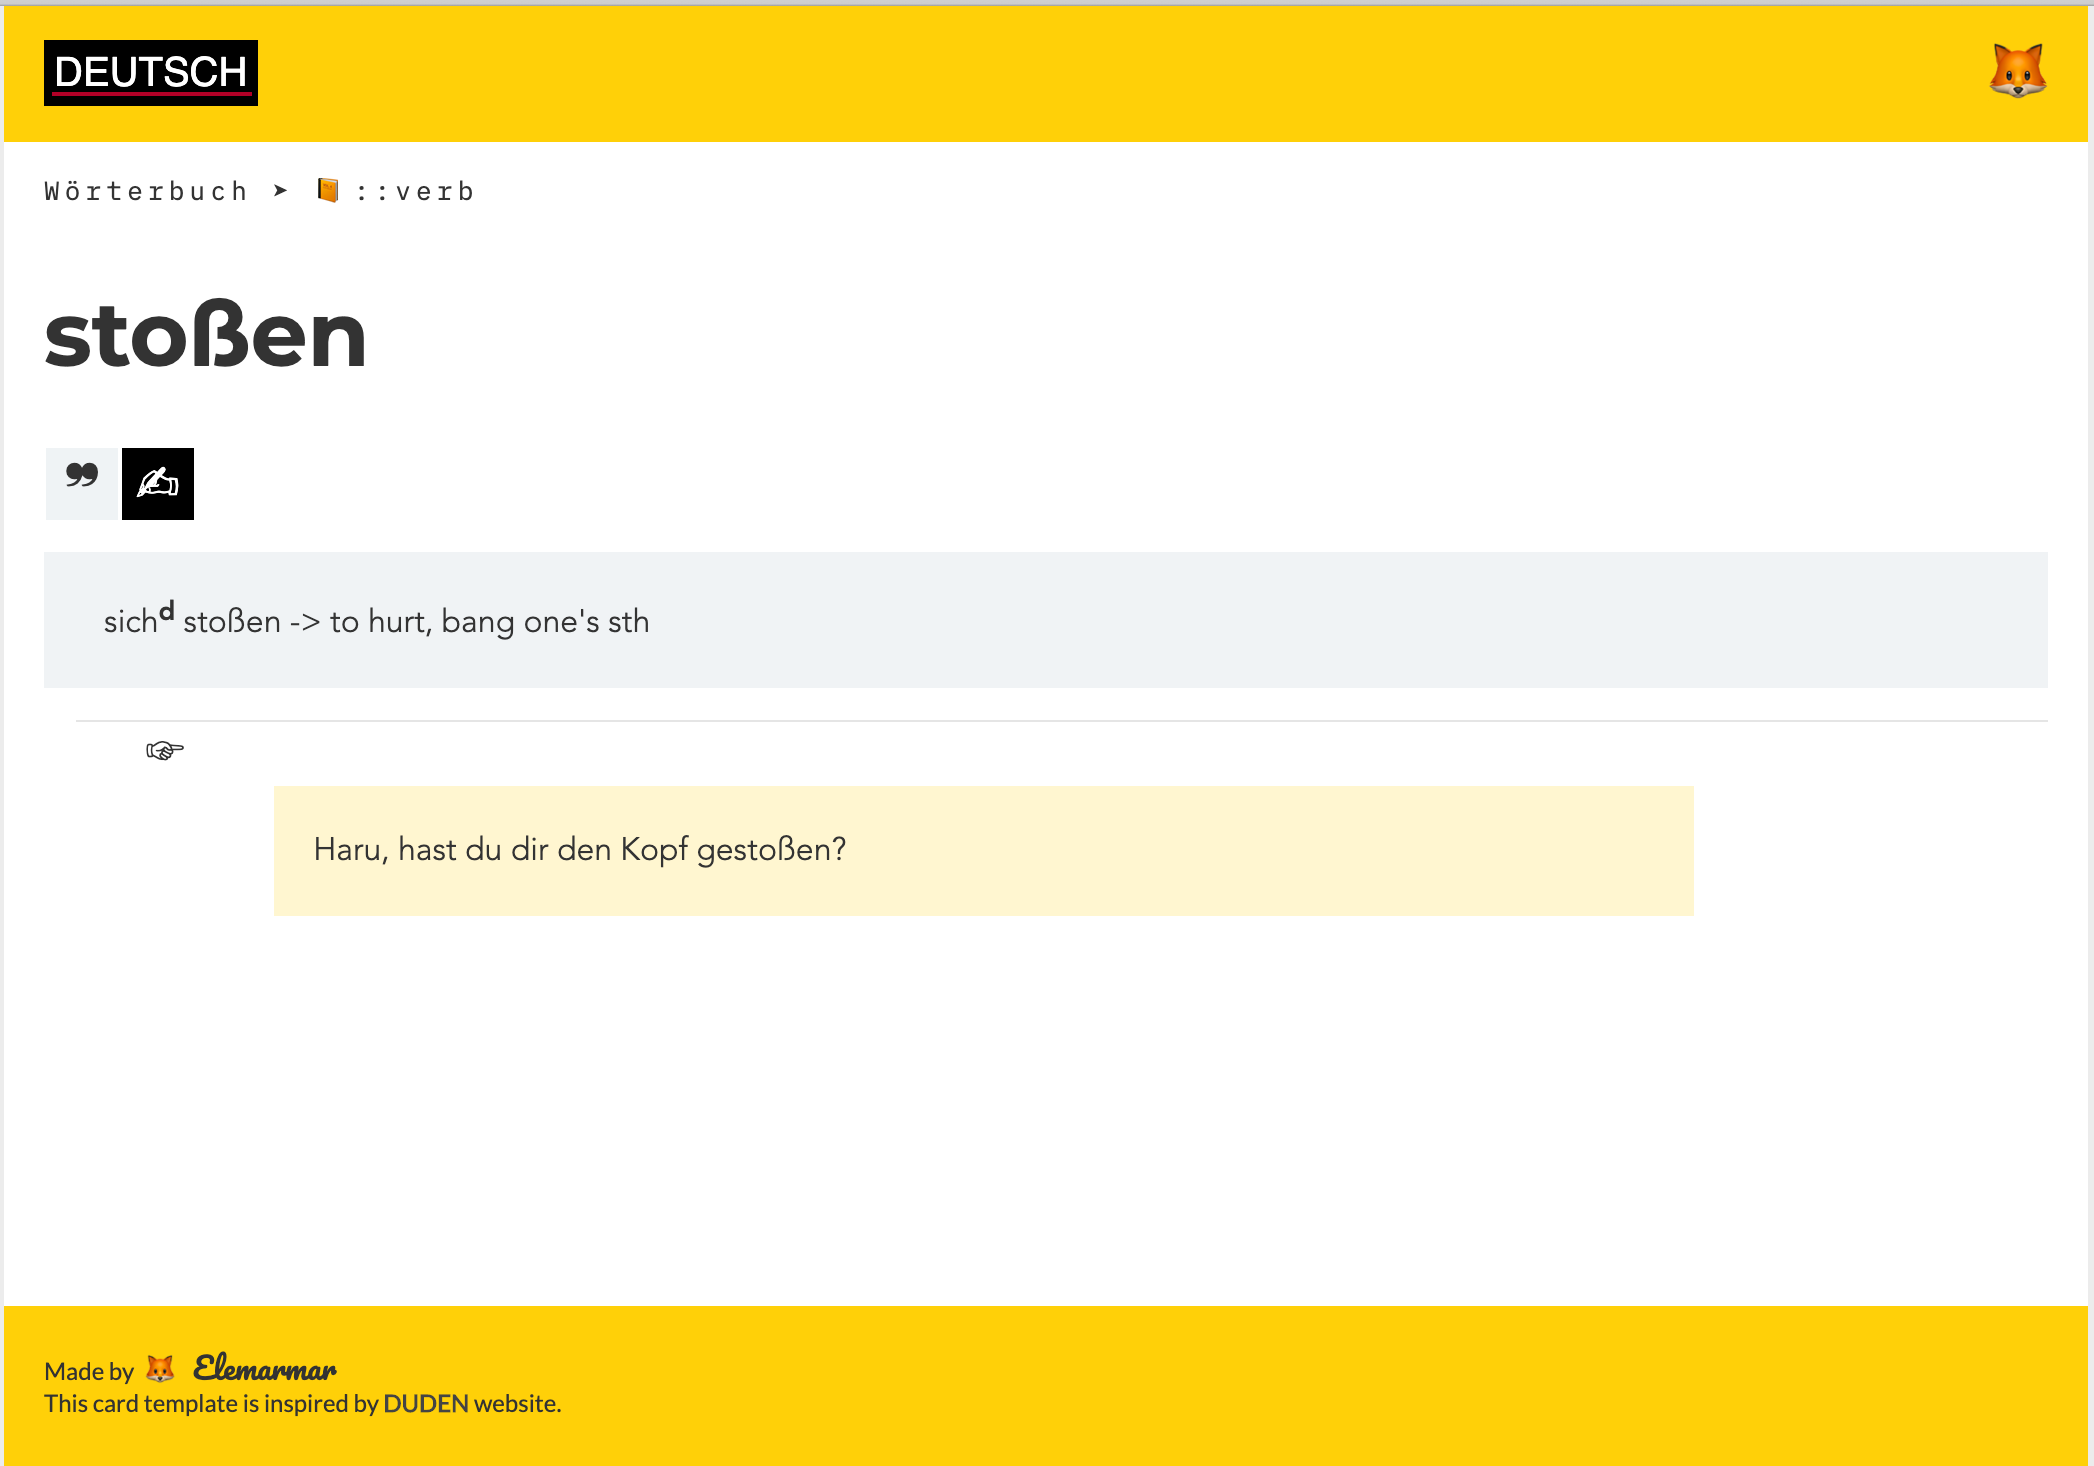 DEUTSCH
Wörterbuch ➤ 📙::verb
stoßen
❞ ✍
sichᵈ stoßen -> to hurt, bang one's sth
☞
Haru, hast du dir den Kopf gestoßen?
Made by 🦊 Elemarmar
This card template is inspired by DUDEN website.